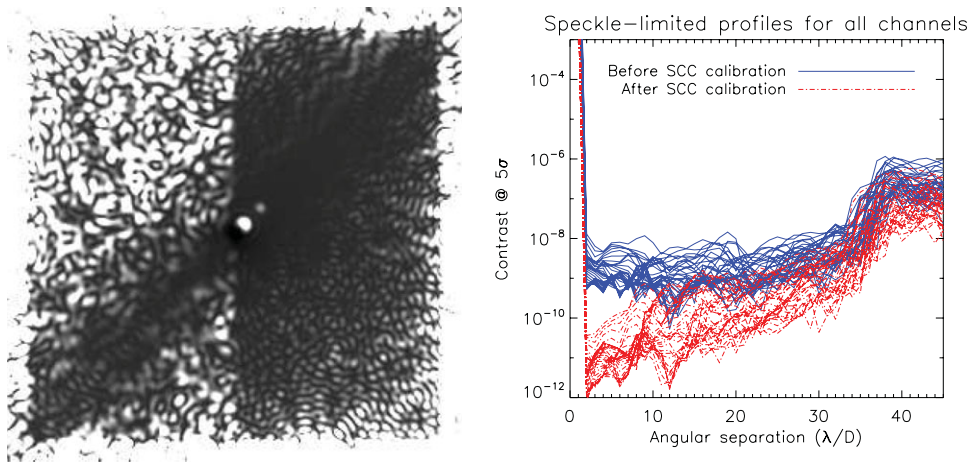 Speckle−limited profiles for all channels
Before SCC calibration
After SCC calibration
Contrast @ 5σ
10−4
10−6
10−8
10−10
10−12
0 10 20 30 40
Angular separation (λ/D)